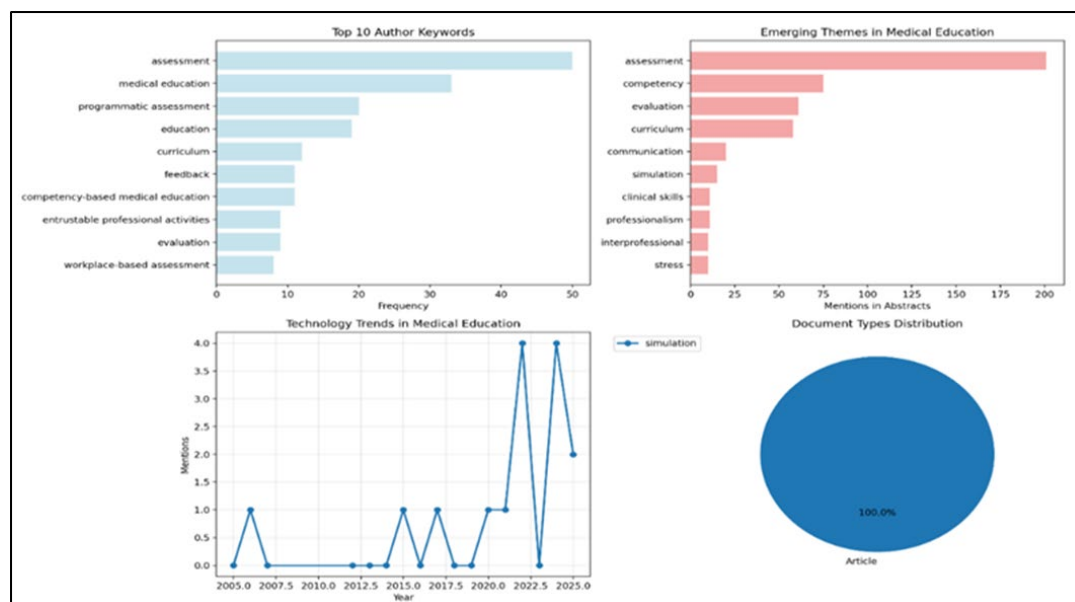 Top 10 Author Keywords
assessment
medical education
programmatic assessment
education
curriculum
feedback
competency-based medical education
entrustable professional activities
evaluation
workplace-based assessment
0 10 20 30 40 50
Frequency
Emerging Themes in Medical Education
assessment
competency
evaluation
curriculum
communication
simulation
clinical skills
professionalism
interprofessional
stress
0 25 50 75 100 125 150 175 200
Mentions in Abstracts
Technology Trends in Medical Education
simulation
4.0
3.5
3.0
2.5
2.0
1.5
1.0
0.5
0.0
Mentions
2005.0 2007.5 2010.0 2012.5 2015.0 2017.5 2020.0 2022.5 2025.0
Year
Document Types Distribution
100.0%
Article